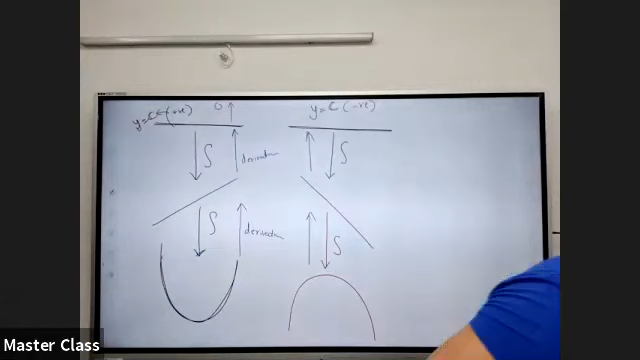 0
y = C (+ve)
y = C (-ve)
∫ derivative ∫
∫ derivative ∫
Master Class